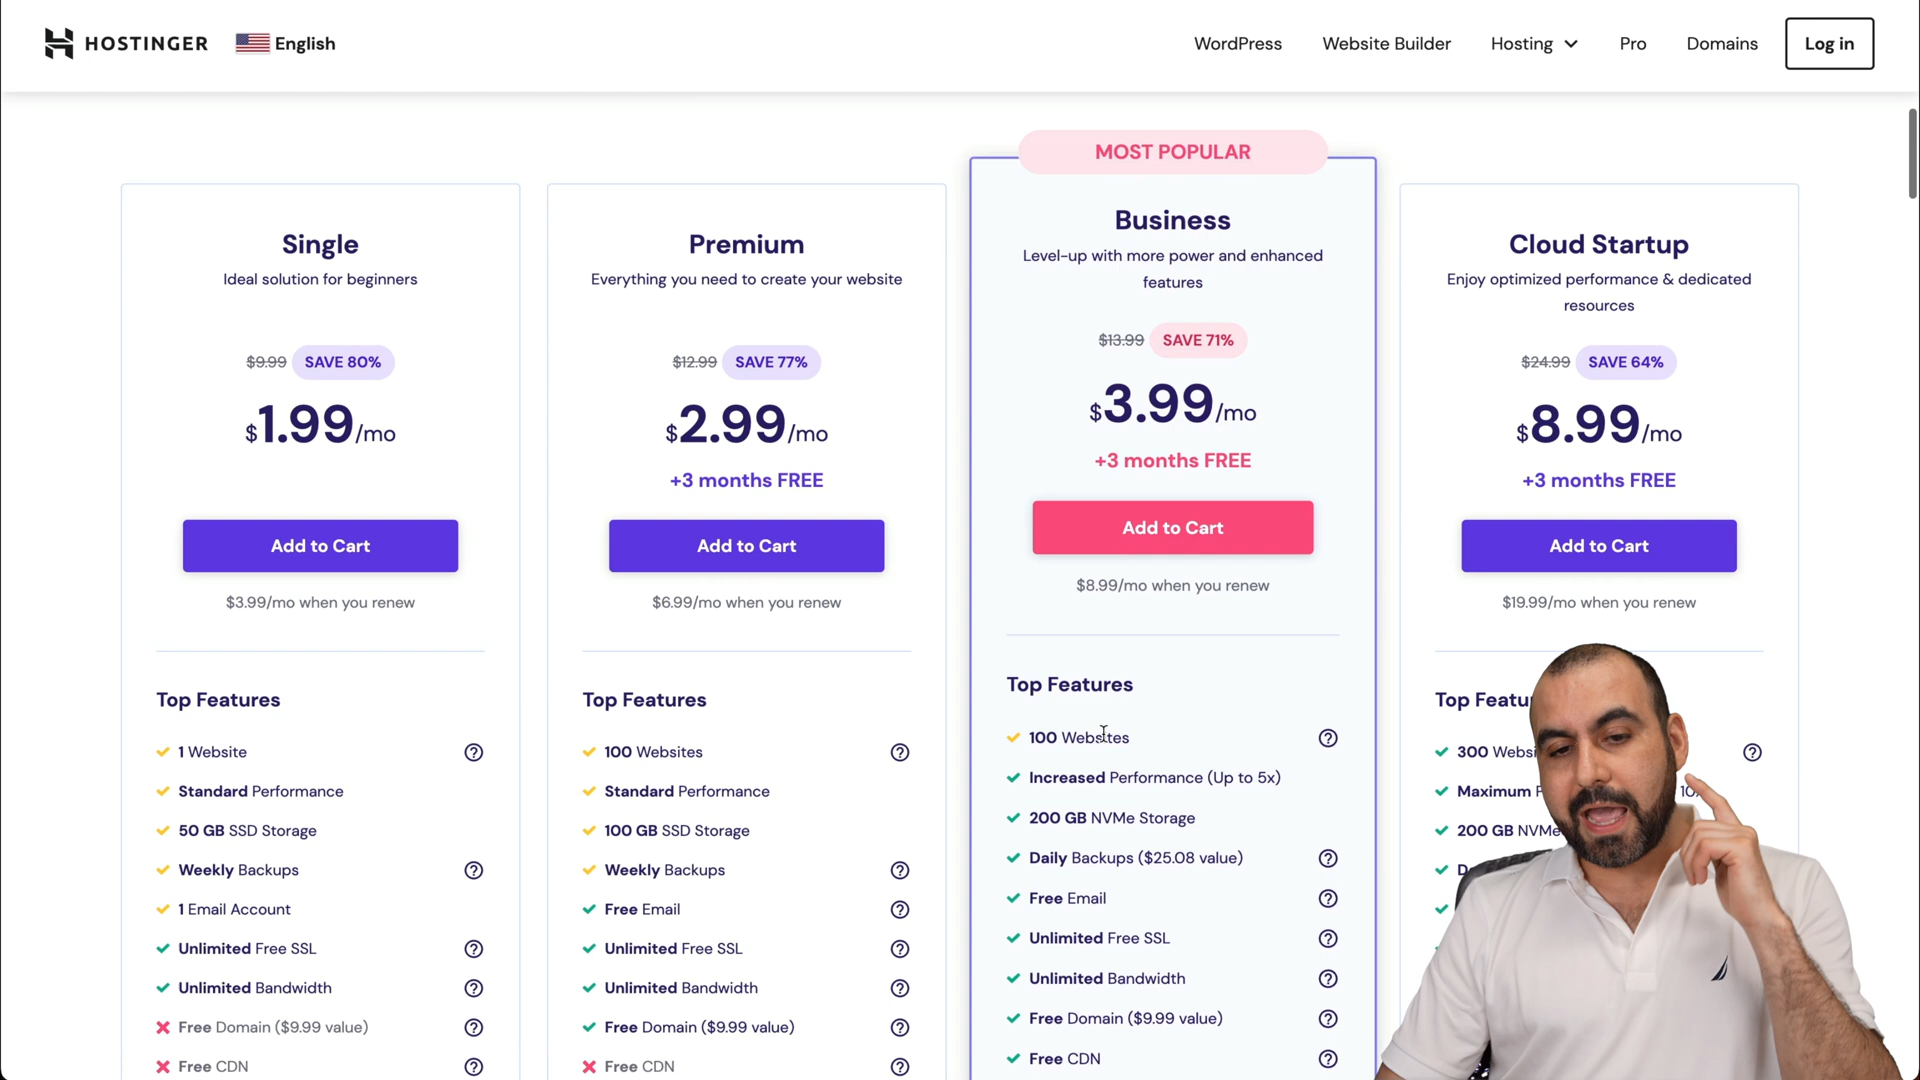 HOSTINGER
English
WordPress
Website Builder
Hosting
Pro
Domains
Log in
Single
Ideal solution for beginners
$9.99 SAVE 80%
$1.99/mo
Add to Cart
$3.99/mo when you renew
Top Features
1 Website
Standard Performance
50 GB SSD Storage
Weekly Backups
1 Email Account
Unlimited Free SSL
Unlimited Bandwidth
Free Domain ($9.99 value)
Free CDN
Premium
Everything you need to create your website
$12.99 SAVE 77%
$2.99/mo
+3 months FREE
Add to Cart
$6.99/mo when you renew
Top Features
100 Websites
Standard Performance
100 GB SSD Storage
Weekly Backups
Free Email
Unlimited Free SSL
Unlimited Bandwidth
Free Domain ($9.99 value)
Free CDN
MOST POPULAR
Business
Level-up with more power and enhanced
features
$13.99 SAVE 71%
$3.99/mo
+3 months FREE
Add to Cart
$8.99/mo when you renew
Top Features
100 Websites
Increased Performance (Up to 5x)
200 GB NVMe Storage
Daily Backups ($25.08 value)
Free Email
Unlimited Free SSL
Unlimited Bandwidth
Free Domain ($9.99 value)
Free CDN
Cloud Startup
Enjoy optimized performance & dedicated
resources
$24.99 SAVE 64%
$8.99/mo
+3 months FREE
Add to Cart
$19.99/mo when you renew
Top
300
Maximum
200 GB NVMe